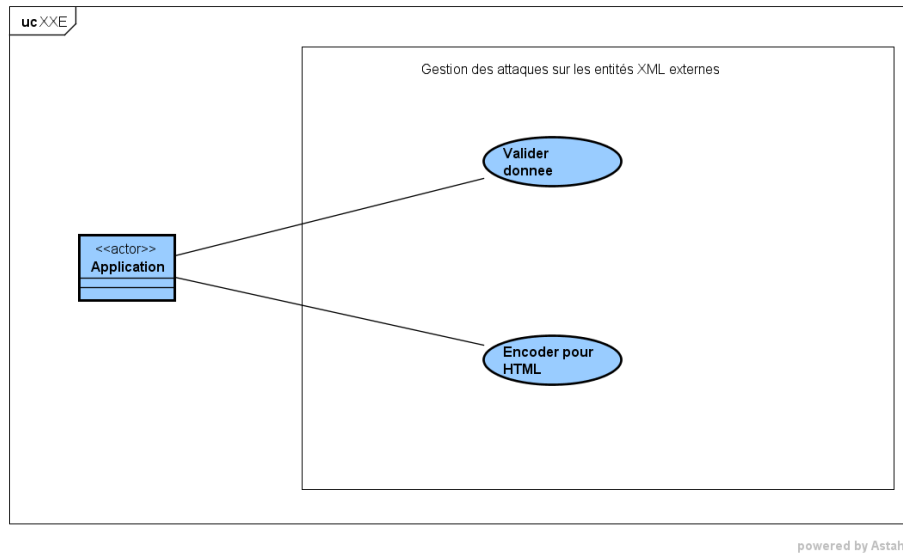 uc XXE
Gestion des attaques sur les entités XML externes
Valider
donnee
<<actor>>
Application
Encoder pour
HTML
powered by Astah